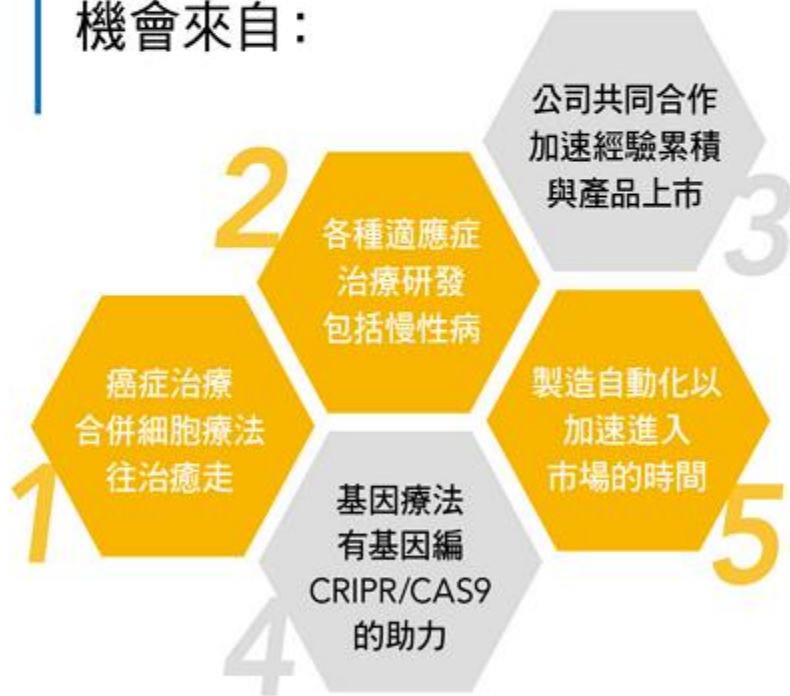 機會來自：
1
癌症治療
合併細胞療法
往治癒走
2
各種適應症
治療研發
包括慢性病
3
公司共同合作
加速經驗累積
與產品上市
4
基因療法
有基因編
CRIPR/CAS9
的助力
5
製造自動化以
加速進入
市場的時間